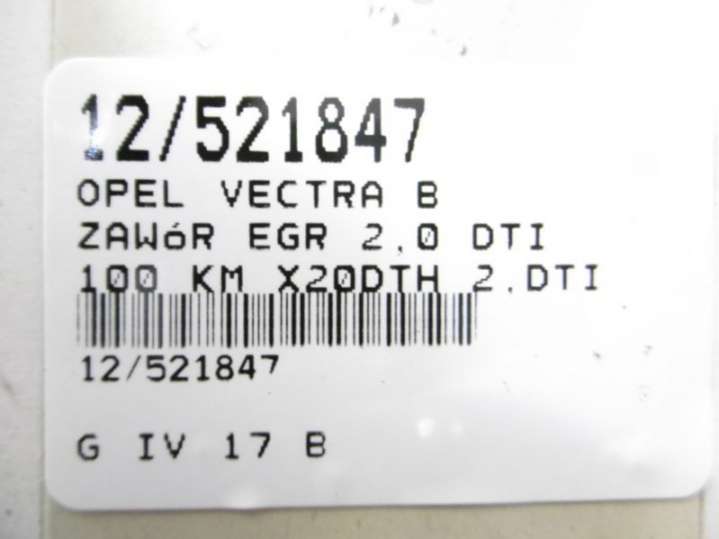 12/521847
OPEL VECTRA B
ZAWóR EGR 2,0 DTI
100 KM X20DTH 2.DTI
12/521847
G IV 17 B